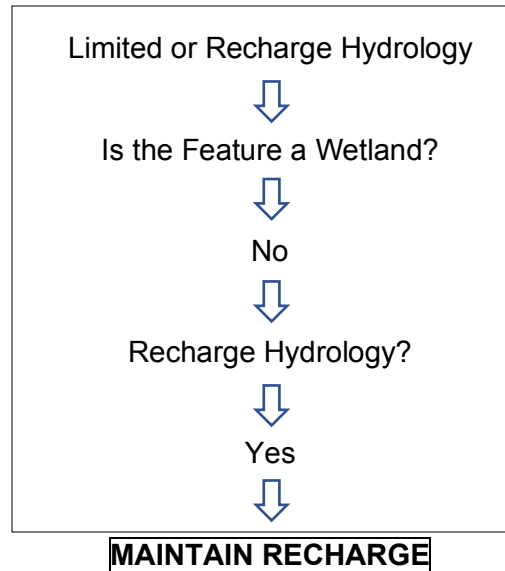 Limited or Recharge Hydrology
Is the Feature a Wetland?
No
Recharge Hydrology?
Yes
MAINTAIN RECHARGE